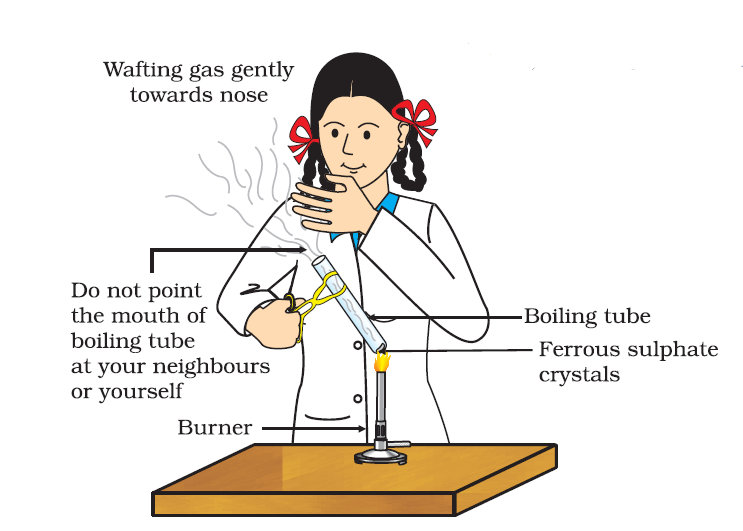 Wafting gas gently
towards nose
Do not point
the mouth of
boiling tube
at your neighbours
or yourself
Boiling tube
Ferrous sulphate
crystals
Burner